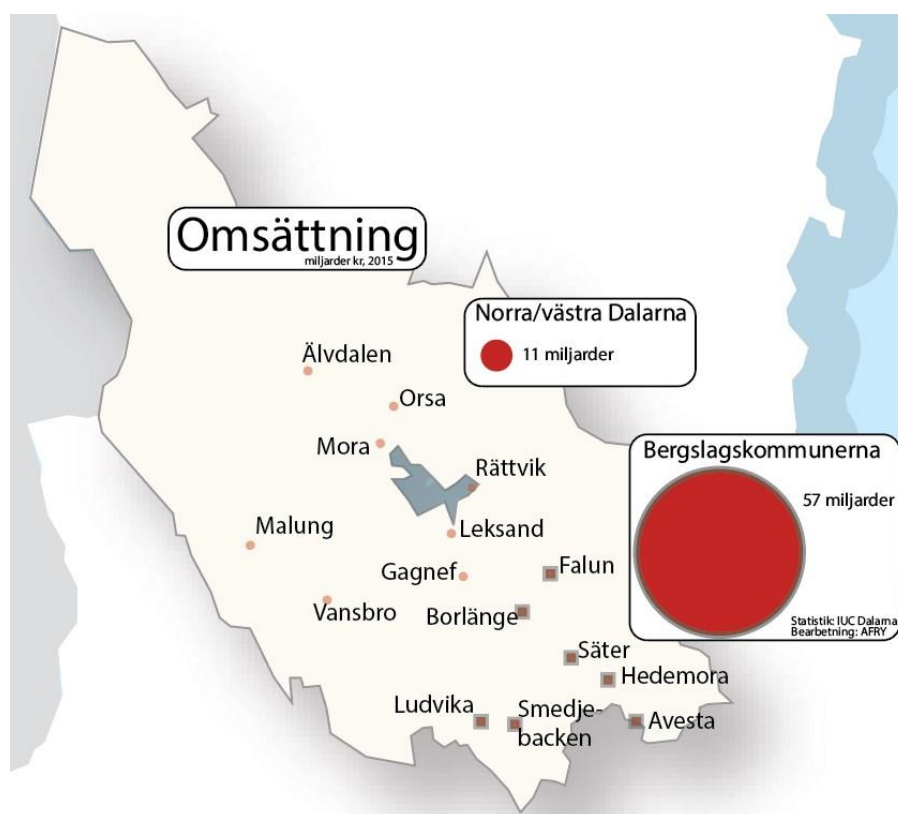 Omsättning
miljarder kr, 2015
Norra/västra Dalarna
11 miljarder
Älvdalen
Orsa
Mora
Rättvik
Bergslagskommunerna
57 miljarder
Malung
Leksand
Gagnef
Falun
Vansbro
Borlänge
Statistik: IUC Dalarna
Bearbetning: AFRY
Säter
Hedemora
Ludvika
Smedje-
backen
Avesta